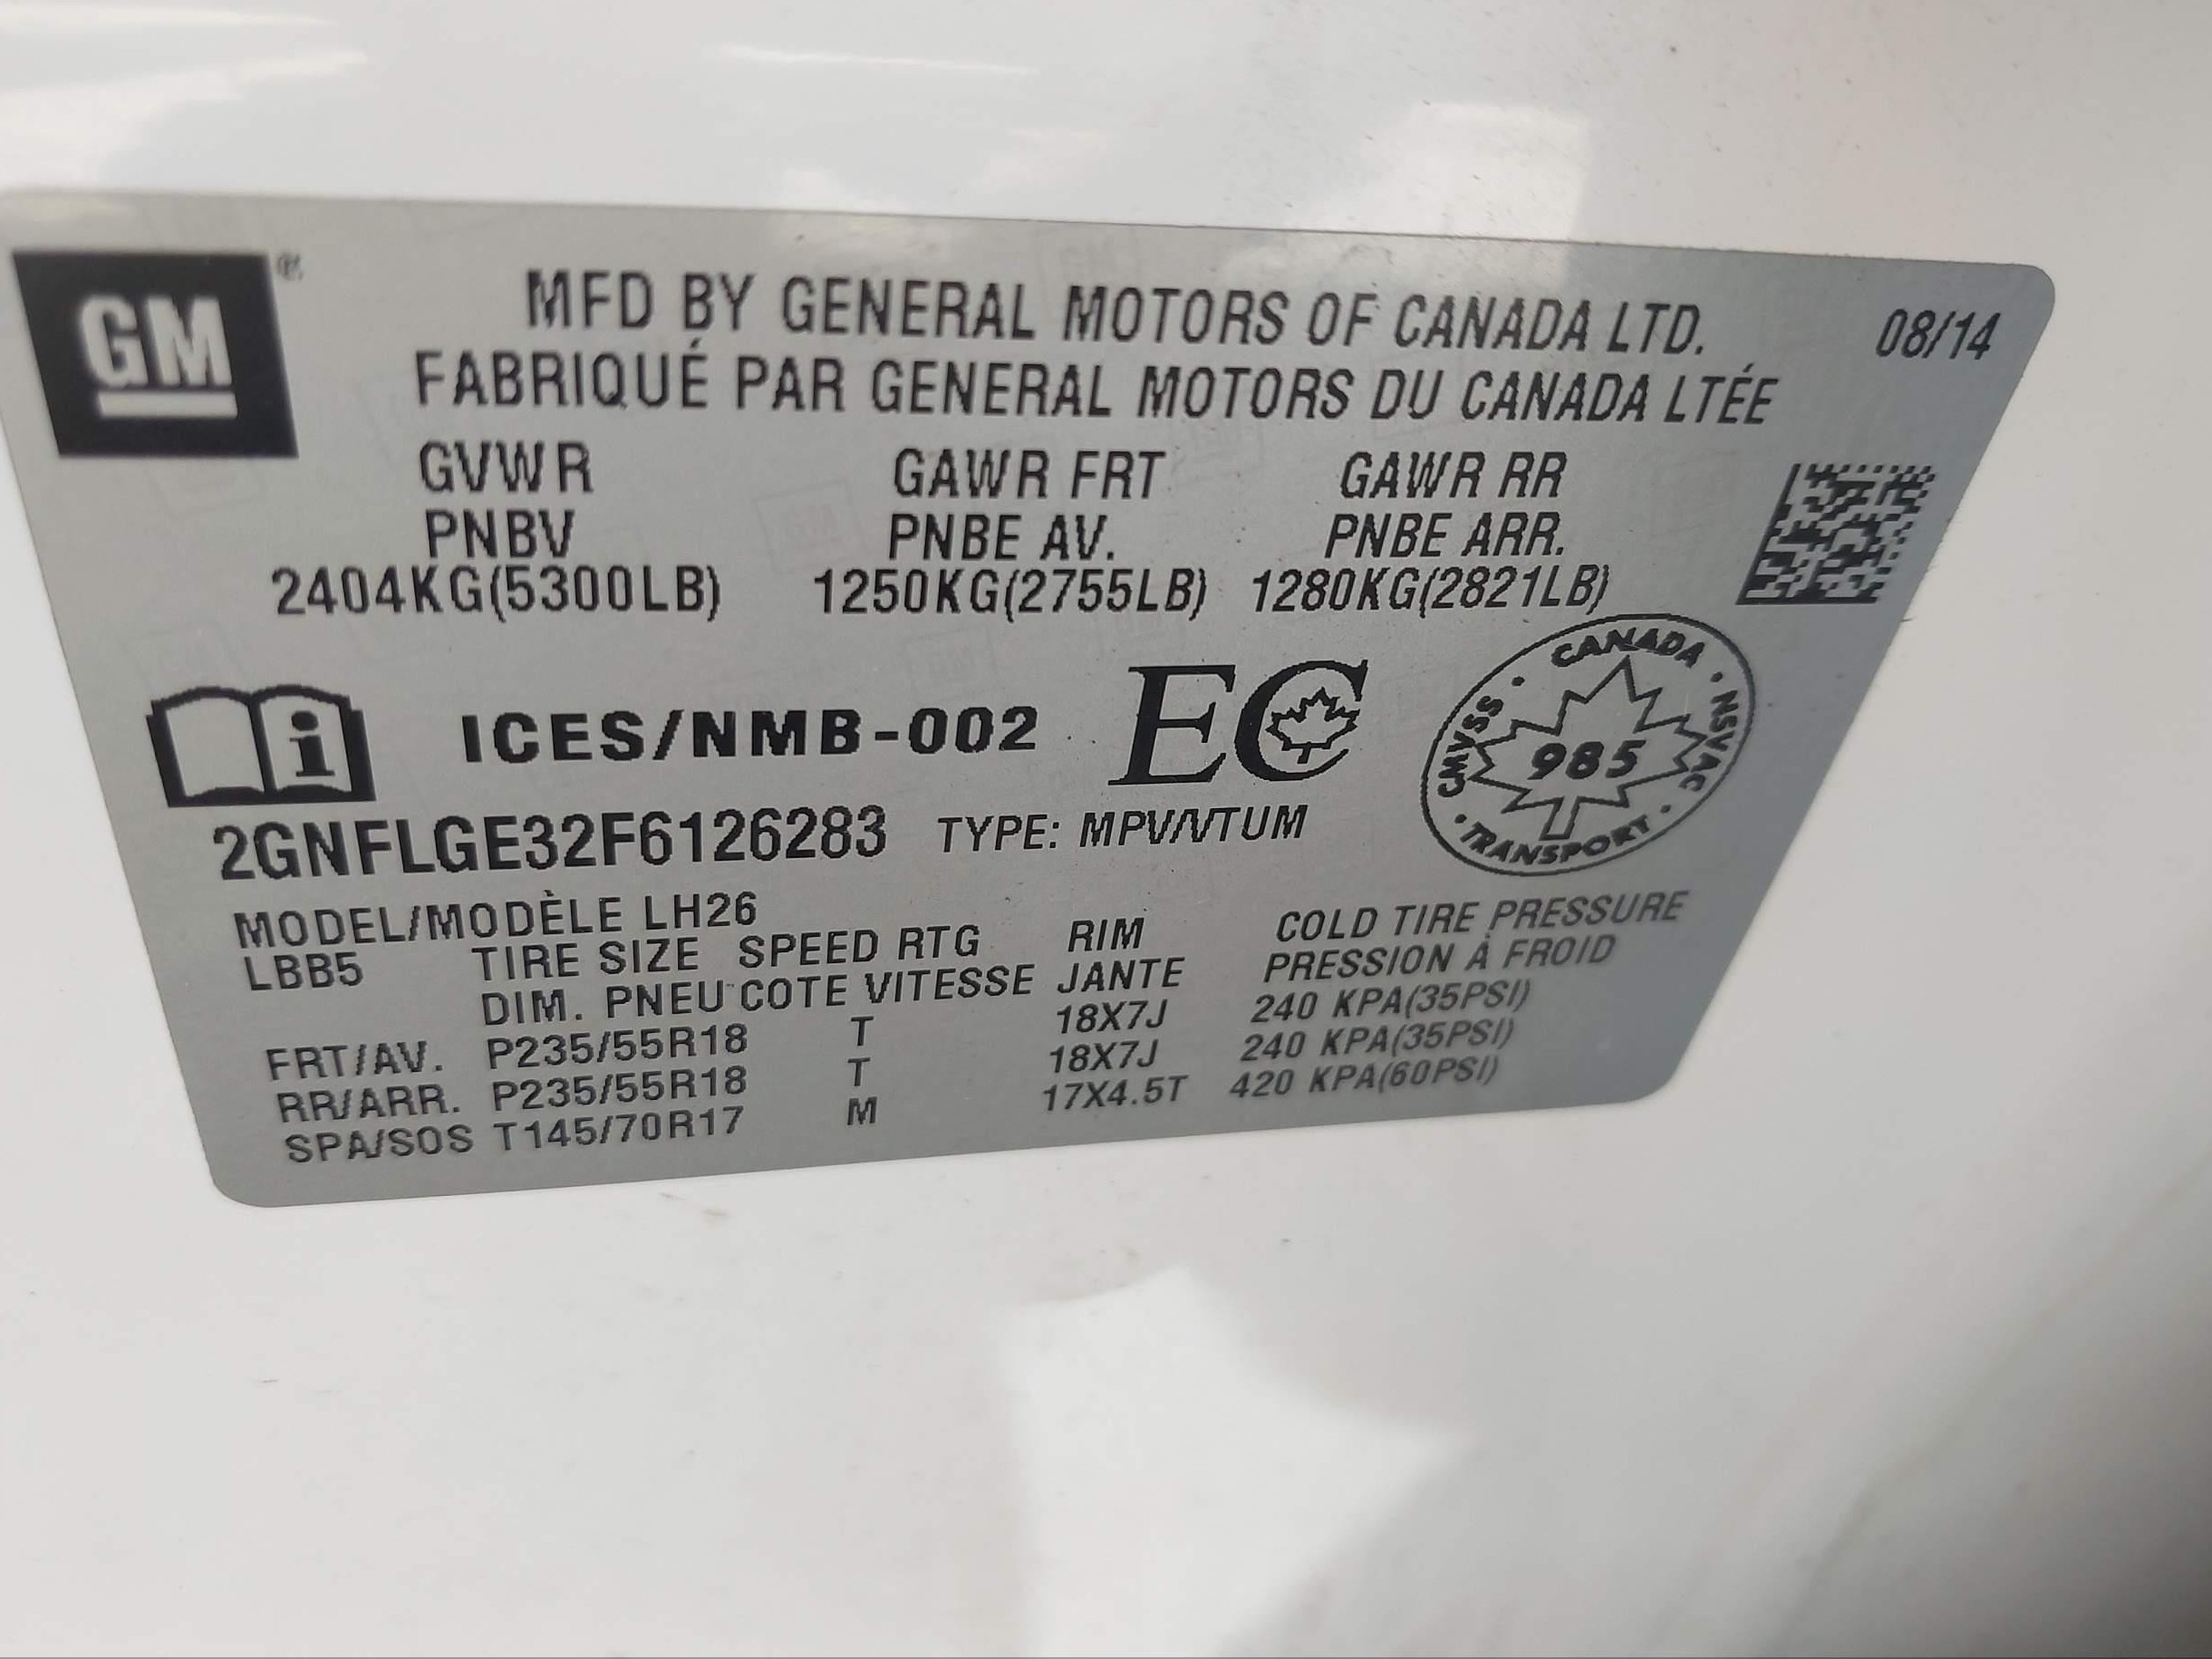 GM ®
MFD BY GENERAL MOTORS OF CANADA LTD. 08/14
FABRIQUÉ PAR GENERAL MOTORS DU CANADA LTÉE
GVWR GAWR FRT GAWR RR
PNBV PNBE AV. PNBE ARR.
2404KG(5300LB) 1250KG(2755LB) 1280KG(2821LB)
ICES/NMB-002 EC
CANADA · NSVAC · TRANSPORT · CMVSS ·
985
2GNFLGE32F6126283 TYPE: MPV/VTUM
MODEL/MODÈLE LH26
LBB5 TIRE SIZE SPEED RTG RIM COLD TIRE PRESSURE
DIM. PNEU COTE VITESSE JANTE PRESSION À FROID
FRT/AV. P235/55R18 T 18X7J 240 KPA(35PSI)
RR/ARR. P235/55R18 T 18X7J 240 KPA(35PSI)
SPA/SOS T145/70R17 M 17X4.5T 420 KPA(60PSI)